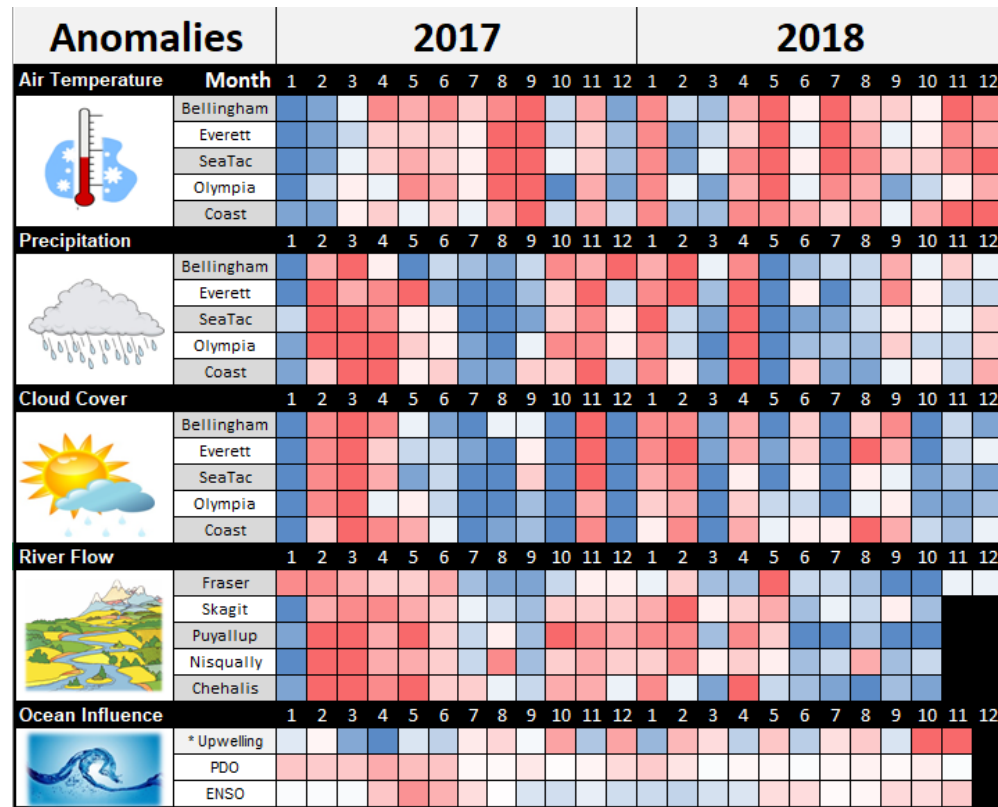 Anomalies 2017 2018
Air Temperature Month 1 2 3 4 5 6 7 8 9 10 11 12 1 2 3 4 5 6 7 8 9 10 11 12
Bellingham
Everett
SeaTac
Olympia
Coast
Precipitation 1 2 3 4 5 6 7 8 9 10 11 12 1 2 3 4 5 6 7 8 9 10 11 12
Bellingham
Everett
SeaTac
Olympia
Coast
Cloud Cover 1 2 3 4 5 6 7 8 9 10 11 12 1 2 3 4 5 6 7 8 9 10 11 12
Bellingham
Everett
SeaTac
Olympia
Coast
River Flow 1 2 3 4 5 6 7 8 9 10 11 12 1 2 3 4 5 6 7 8 9 10 11 12
Fraser
Skagit
Puyallup
Nisqually
Chehalis
Ocean Influence 1 2 3 4 5 6 7 8 9 10 11 12 1 2 3 4 5 6 7 8 9 10 11 12
* Upwelling
PDO
ENSO